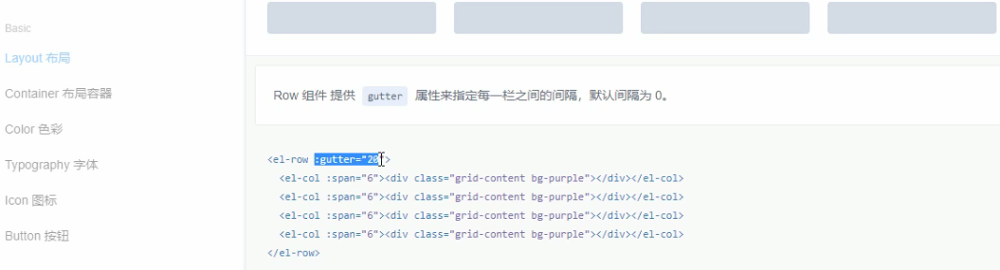 Basic
Layout 布局
Container 布局容器
Color 色彩
Typography 字体
Icon 图标
Button 按钮
Row 组件 提供 gutter 属性来指定每一栏之间的间隔，默认间隔为 0。
<el-row :gutter="20">
<el-col :span="6"><div class="grid-content bg-purple"></div></el-col>
<el-col :span="6"><div class="grid-content bg-purple"></div></el-col>
<el-col :span="6"><div class="grid-content bg-purple"></div></el-col>
<el-col :span="6"><div class="grid-content bg-purple"></div></el-col>
</el-row>